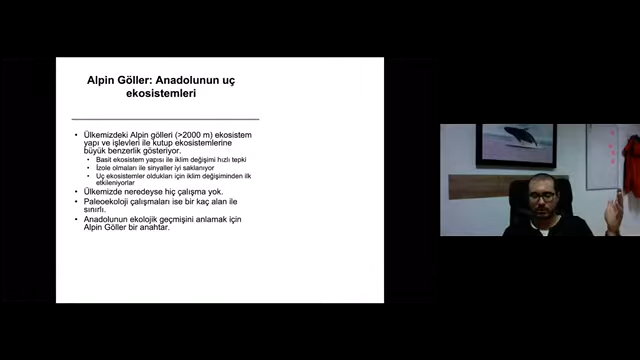 Alpin Göller: Anadolunun uç
ekosistemleri
• Ülkemizdeki Alpin gölleri (>2000 m) ekosistem
yapı ve işlevleri ile kutup ekosistemlerine
büyük benzerlik gösteriyor.
• Basit ekosistem yapısı ile iklim değişimi hızlı tepki
• İzole olmaları ile sinyaller iyi saklanıyor
• Uç ekosistemler oldukları için iklim değişiminden ilk
etkileniyorlar
• Ülkemizde neredeyse hiç çalışma yok.
• Paleoekoloji çalışmaları ise bir kaç alan ile
sınırlı.
• Anadolunun ekolojik geçmişini anlamak için
Alpin Göller bir anahtar.